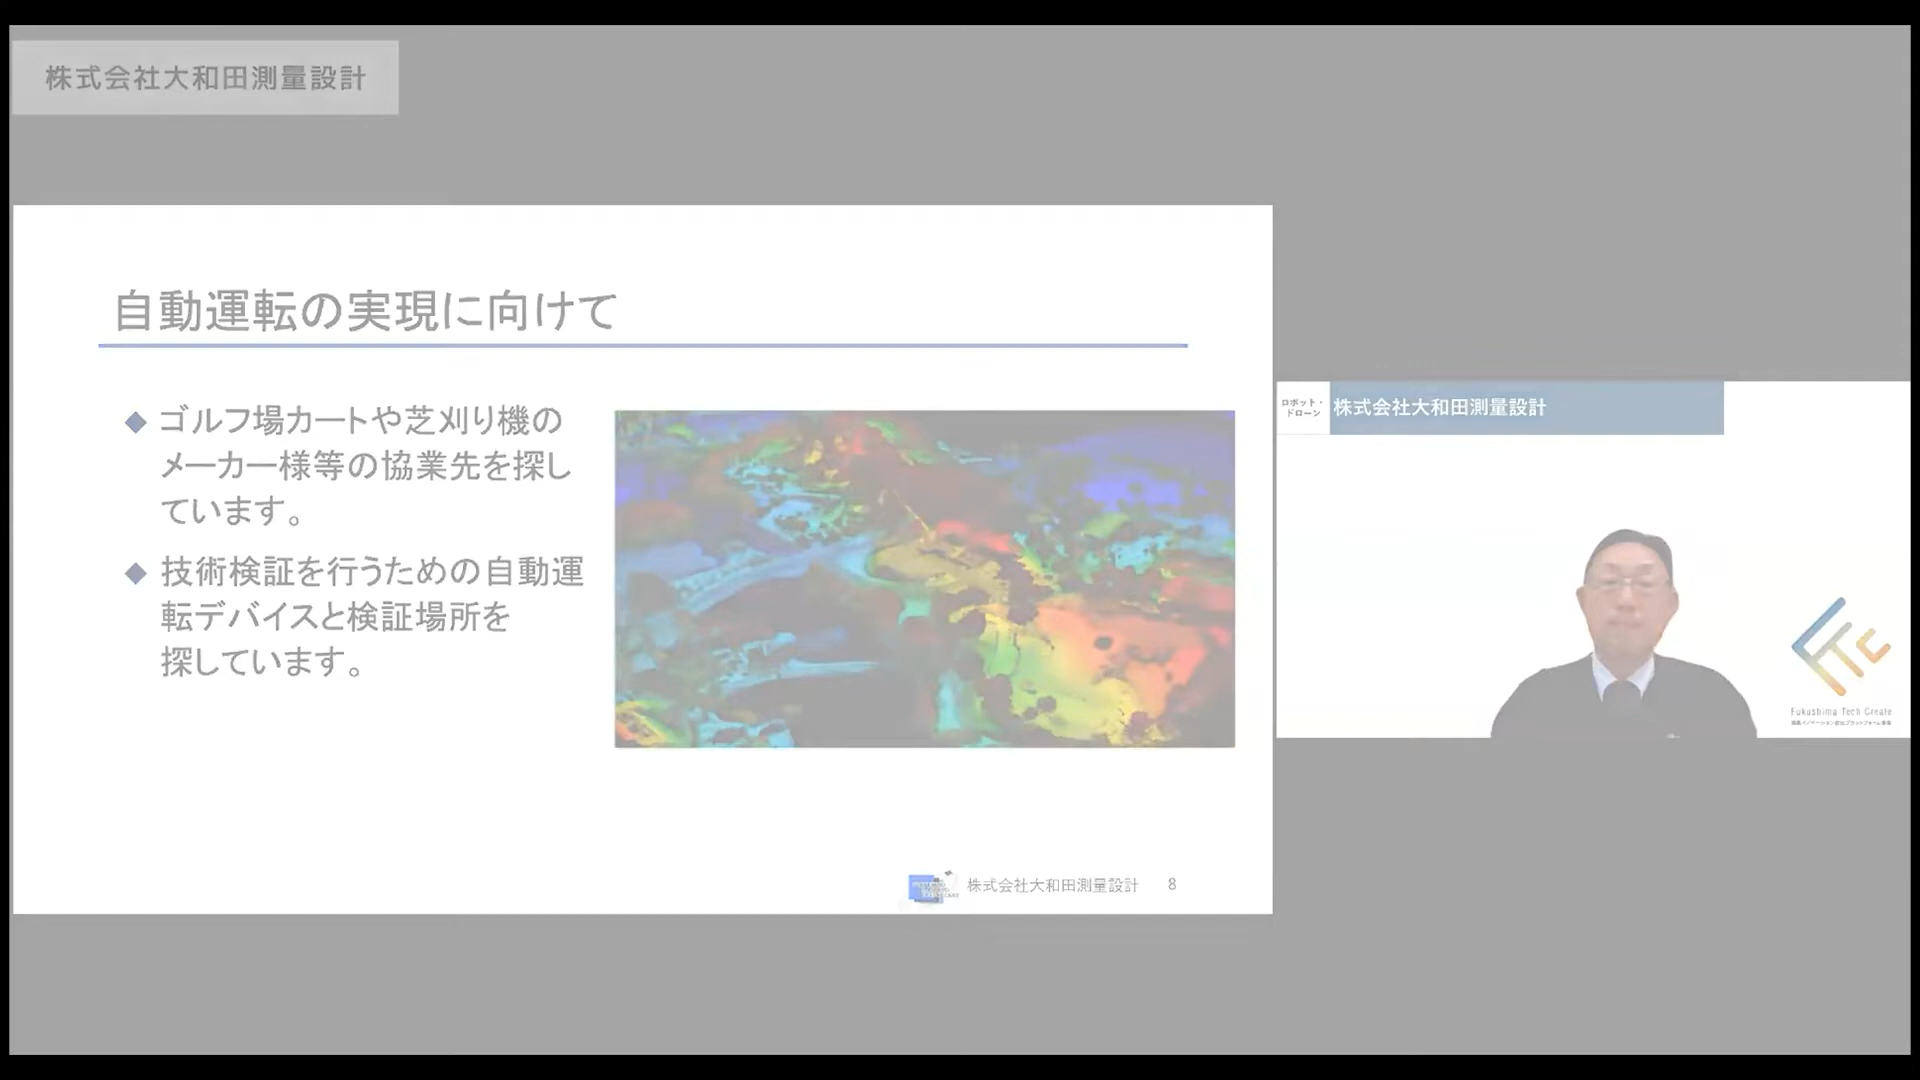 株式会社大和田測量設計
自動運転の実現に向けて
◆ ゴルフ場カートや芝刈り機の
メーカー様等の協業先を探し
ています。
◆ 技術検証を行うための自動運
転デバイスと検証場所を
探しています。
株式会社大和田測量設計 8
ロボット・
ドローン
株式会社大和田測量設計
Fukushima Tech Create